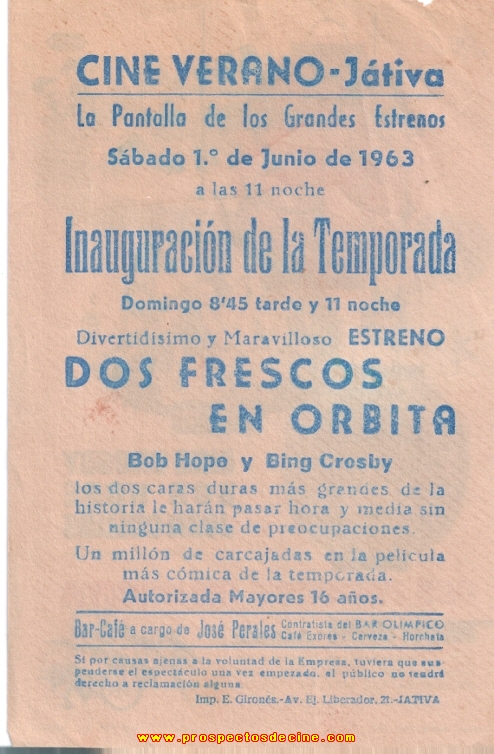 CINE VERANO-Játiva
La Pantalla de los Grandes Estrenos
Sábado 1.º de Junio de 1963
a las 11 noche
Inauguración de la Temporada
Domingo 8'45 tarde y 11 noche
Divertidísimo y Maravilloso ESTRENO
DOS FRESCOS
EN ORBITA
Bob Hope y Bing Crosby
los dos caras duras más grandes de la
historia le harán pasar hora y media sin
ninguna clase de preocupaciones.
Un millón de carcajadas en la película
más cómica de la temporada.
Autorizada Mayores 16 años.
Bar-Café a cargo de José Perales Contratista del BAR OLIMPICO
Café Exprés - Cerveza - Horchata
Si por causas ajenas a la voluntad de la Empresa, tuviera que sus-
penderse el espectáculo una vez empezado, el público no tendrá
derecho a reclamación alguna
Imp. E. Gironés.-Av. Ej. Liberador, 21.-JATIVA
www.prospectosdecine.com